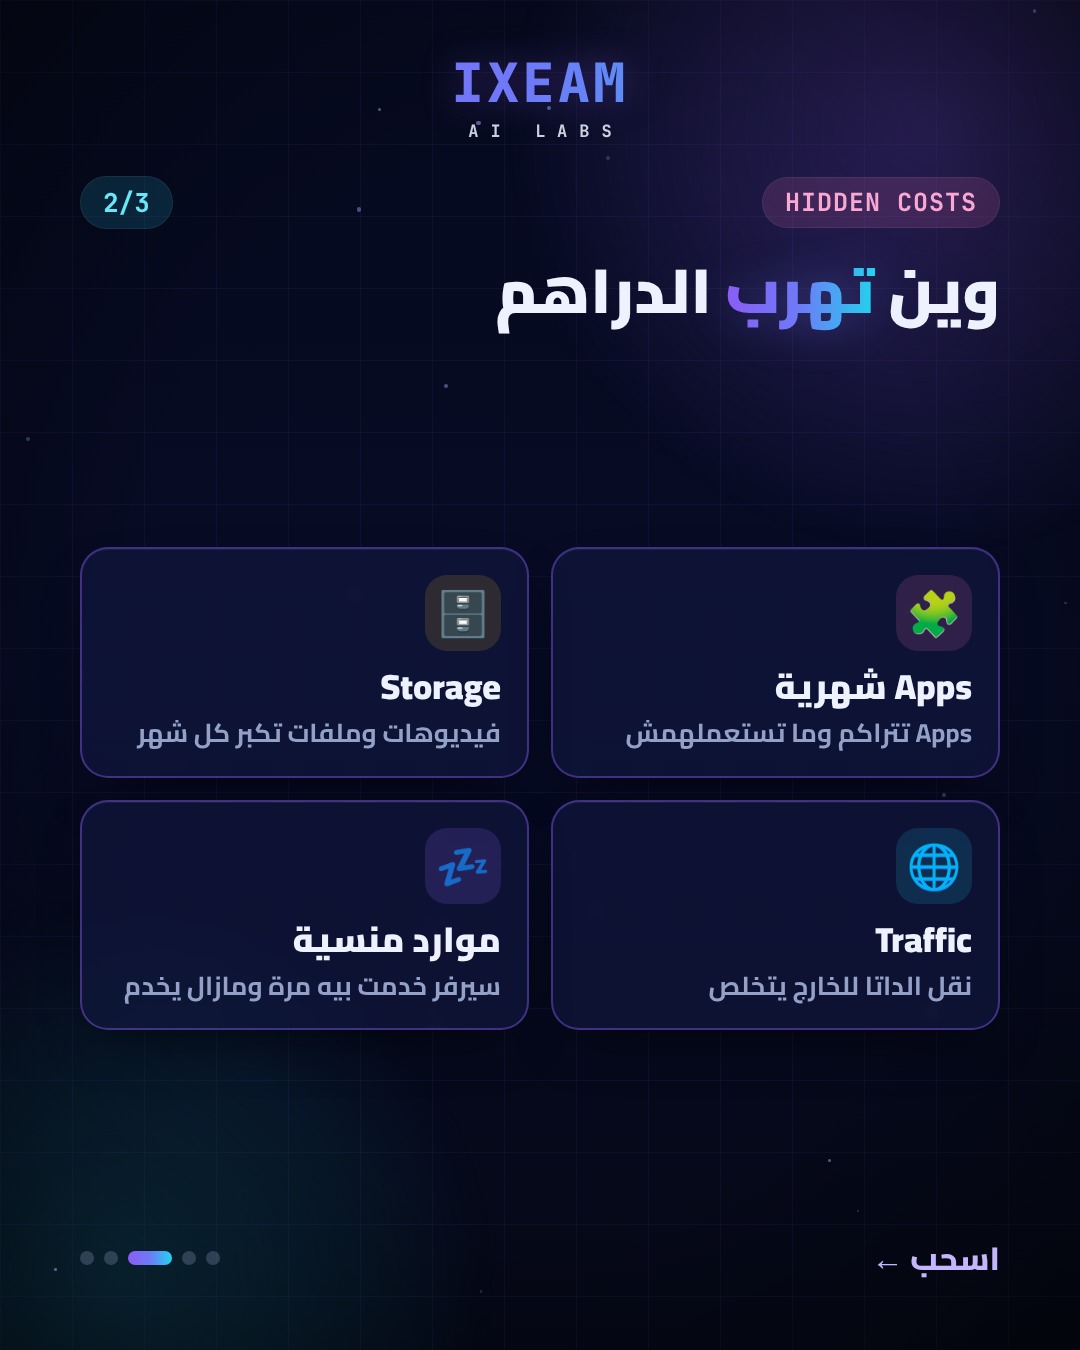 IXEAM
AI LABS
HIDDEN COSTS
2/3
وين تهرب الدراهم
Apps شهرية
Apps تتراكم وما تستعملهمش
Storage
فيديوهات وملفات تكبر كل شهر
Traffic
نقل الداتا للخارج يتخلص
موارد منسية
سيرفر خدمت بيه مرة ومازال يخدم
اسحب ←